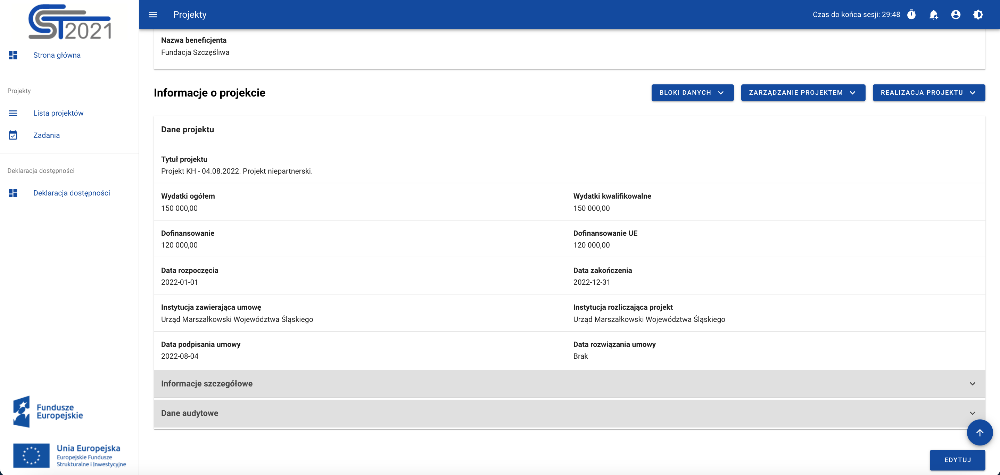 CST2021
Projekty
Czas do końca sesji: 29:48
Strona główna
Projekty
Lista projektów
Zadania
Deklaracja dostępności
Deklaracja dostępności
Fundusze
Europejskie
Unia Europejska
Europejskie Fundusze
Strukturalne i Inwestycyjne
Nazwa beneficjenta
Fundacja Szczęśliwa
Informacje o projekcie
BLOKI DANYCH
ZARZĄDZANIE PROJEKTEM
REALIZACJA PROJEKTU
Dane projektu
Tytuł projektu
Projekt KH - 04.08.2022. Projekt niepartnerski.
Wydatki ogółem
150 000,00
Wydatki kwalifikowalne
150 000,00
Dofinansowanie
120 000,00
Dofinansowanie UE
120 000,00
Data rozpoczęcia
2022-01-01
Data zakończenia
2022-12-31
Instytucja zawierająca umowę
Urząd Marszałkowski Województwa Śląskiego
Instytucja rozliczająca projekt
Urząd Marszałkowski Województwa Śląskiego
Data podpisania umowy
2022-08-04
Data rozwiązania umowy
Brak
Informacje szczegółowe
Dane audytowe
EDYTUJ